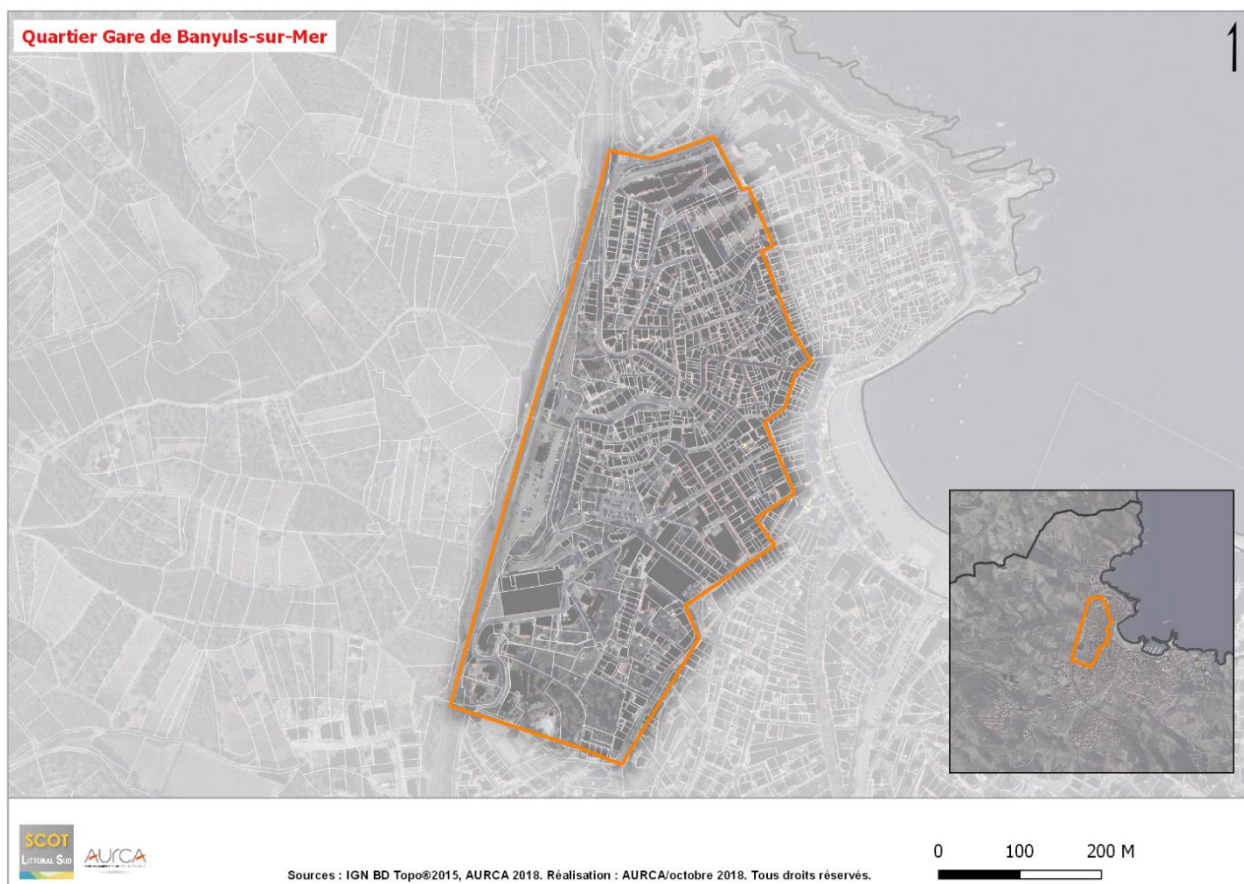 Quartier Gare de Banyuls-sur-Mer
SCOT
LITTORAL SUD
AURCA
0 100 200 M
Sources : IGN BD Topo®2015, AURCA 2018. Réalisation : AURCA/octobre 2018. Tous droits réservés.